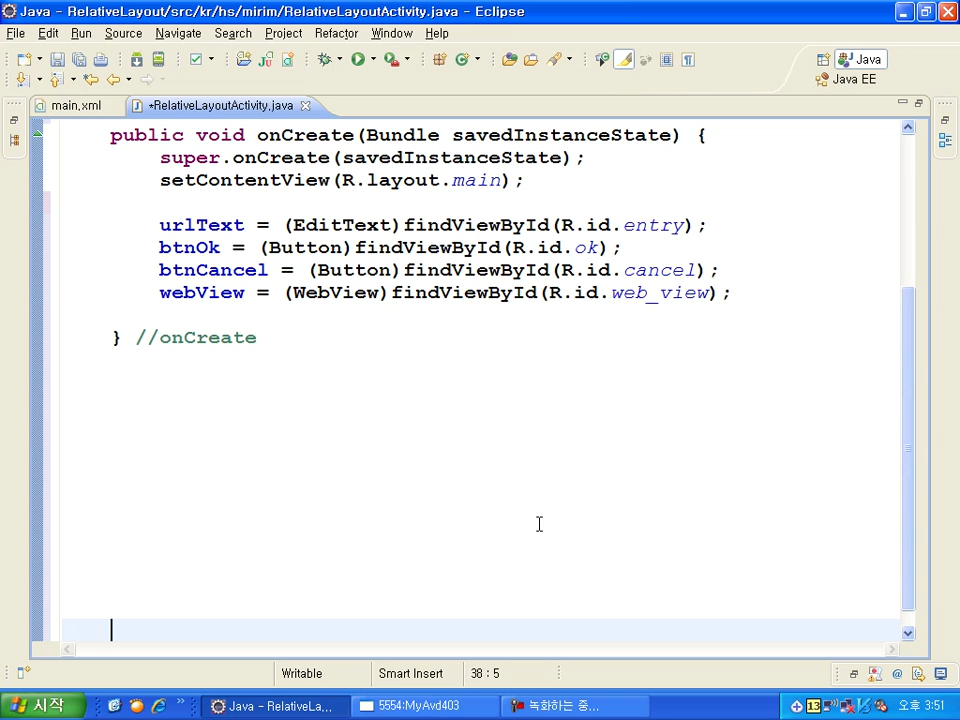 Java - RelativeLayout/src/kr/hs/mirim/RelativeLayoutActivity.java - Eclipse
File Edit Run Source Navigate Search Project Refactor Window Help
Java
Java EE
main.xml *RelativeLayoutActivity.java
public void onCreate(Bundle savedInstanceState) {
super.onCreate(savedInstanceState);
setContentView(R.layout.main);
urlText = (EditText)findViewById(R.id.entry);
btnOk = (Button)findViewById(R.id.ok);
btnCancel = (Button)findViewById(R.id.cancel);
webView = (WebView)findViewById(R.id.web_view);
} //onCreate
Writable Smart Insert 38 : 5
시작 Java - RelativeLa... 5554:MyAvd403 녹화하는 중... 13 오후 3:51